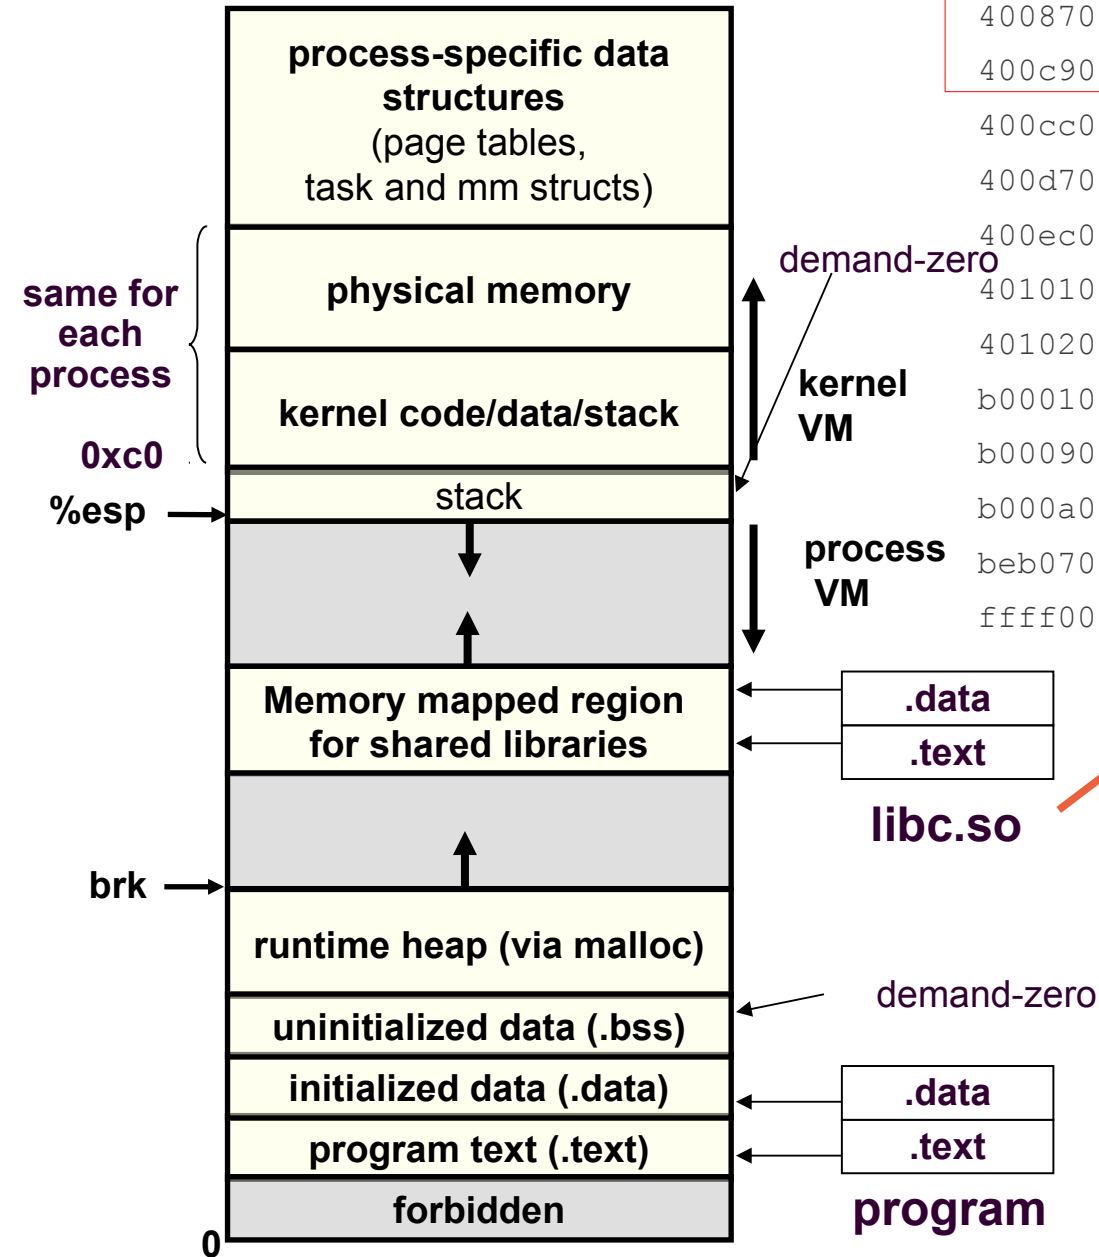 process-specific data
structures
(page tables,
task and mm structs)
same for
each
process
physical memory
kernel code/data/stack
0xc0
%esp
stack
demand-zero
kernel
VM
process
VM
400870
400c90
400cc0
400d70
400ec0
401010
401020
b00010
b00090
b000a0
beb070
ffff00
Memory mapped region
for shared libraries
.data
.text
libc.so
brk
runtime heap (via malloc)
uninitialized data (.bss)
demand-zero
initialized data (.data)
program text (.text)
.data
.text
program
forbidden
0